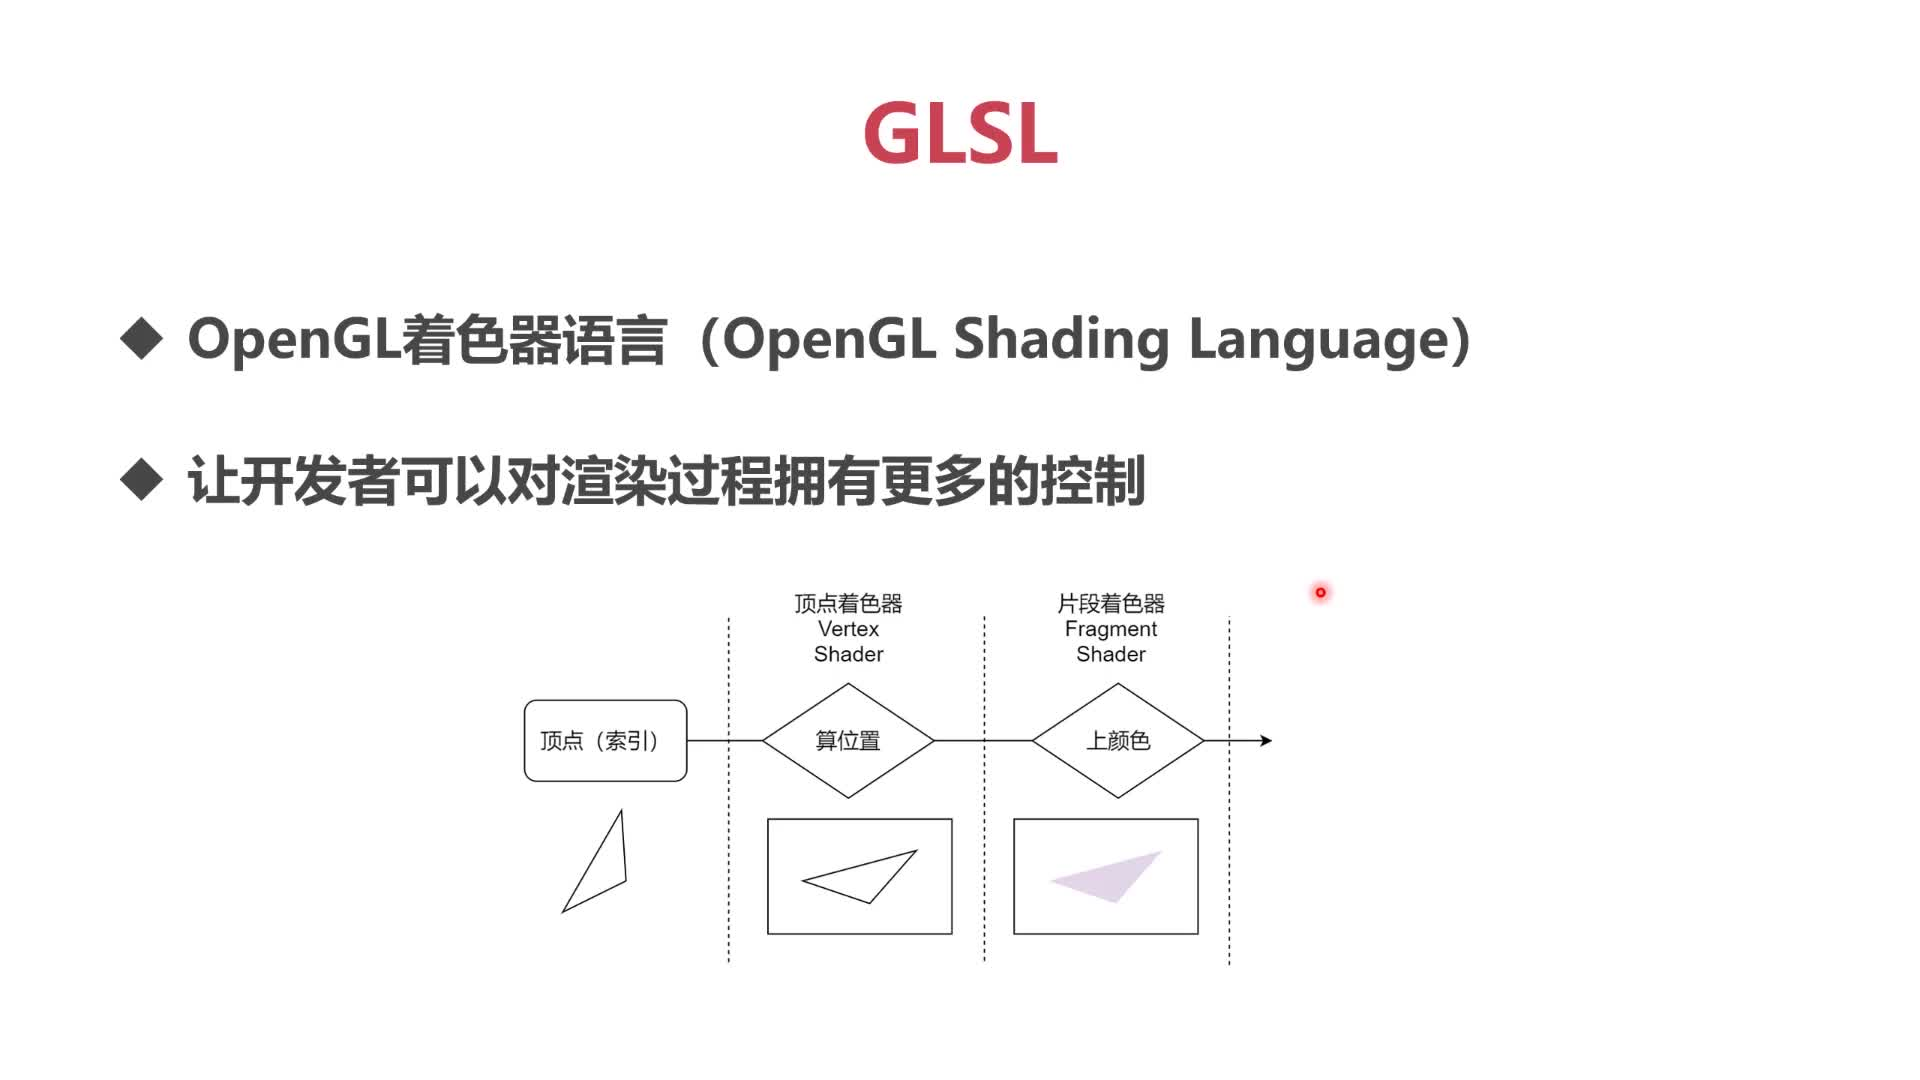 GLSL
OpenGL着色器语言（OpenGL Shading Language）
让开发者可以对渲染过程拥有更多的控制
顶点着色器
Vertex
Shader
片段着色器
Fragment
Shader
顶点（索引）
算位置
上颜色